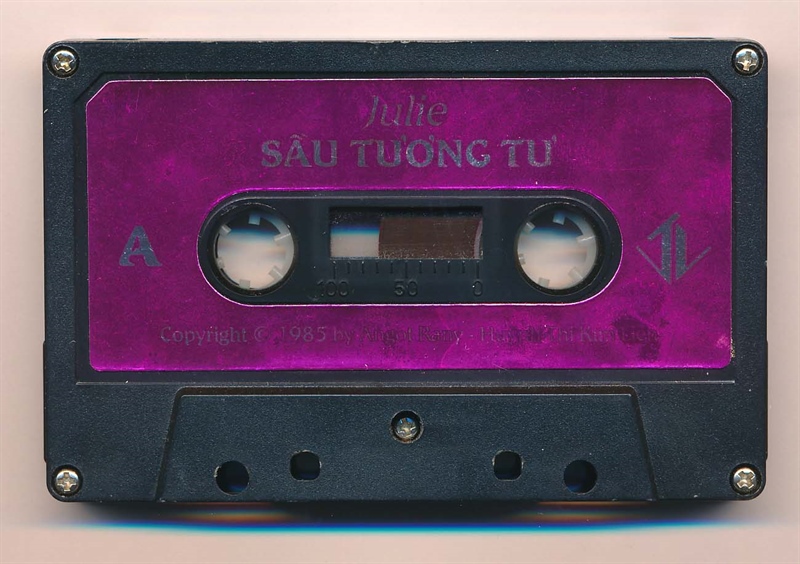 Julie
SẦU TƯƠNG TƯ
A
100 50 0
Copyright © 1985 by